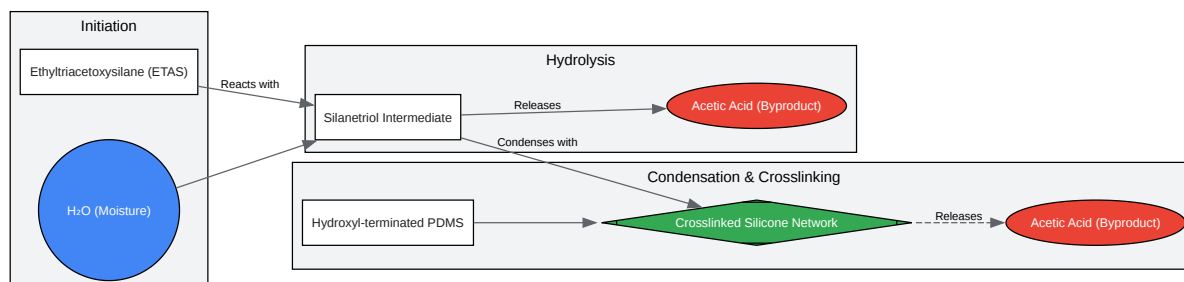 Initiation
Ethyltriacetoxysilane (ETAS)
Reacts with
H₂O (Moisture)
Hydrolysis
Silanetriol Intermediate
Releases
Acetic Acid (Byproduct)
Condenses with
Condensation & Crosslinking
Hydroxyl-terminated PDMS
Crosslinked Silicone Network
Releases
Acetic Acid (Byproduct)